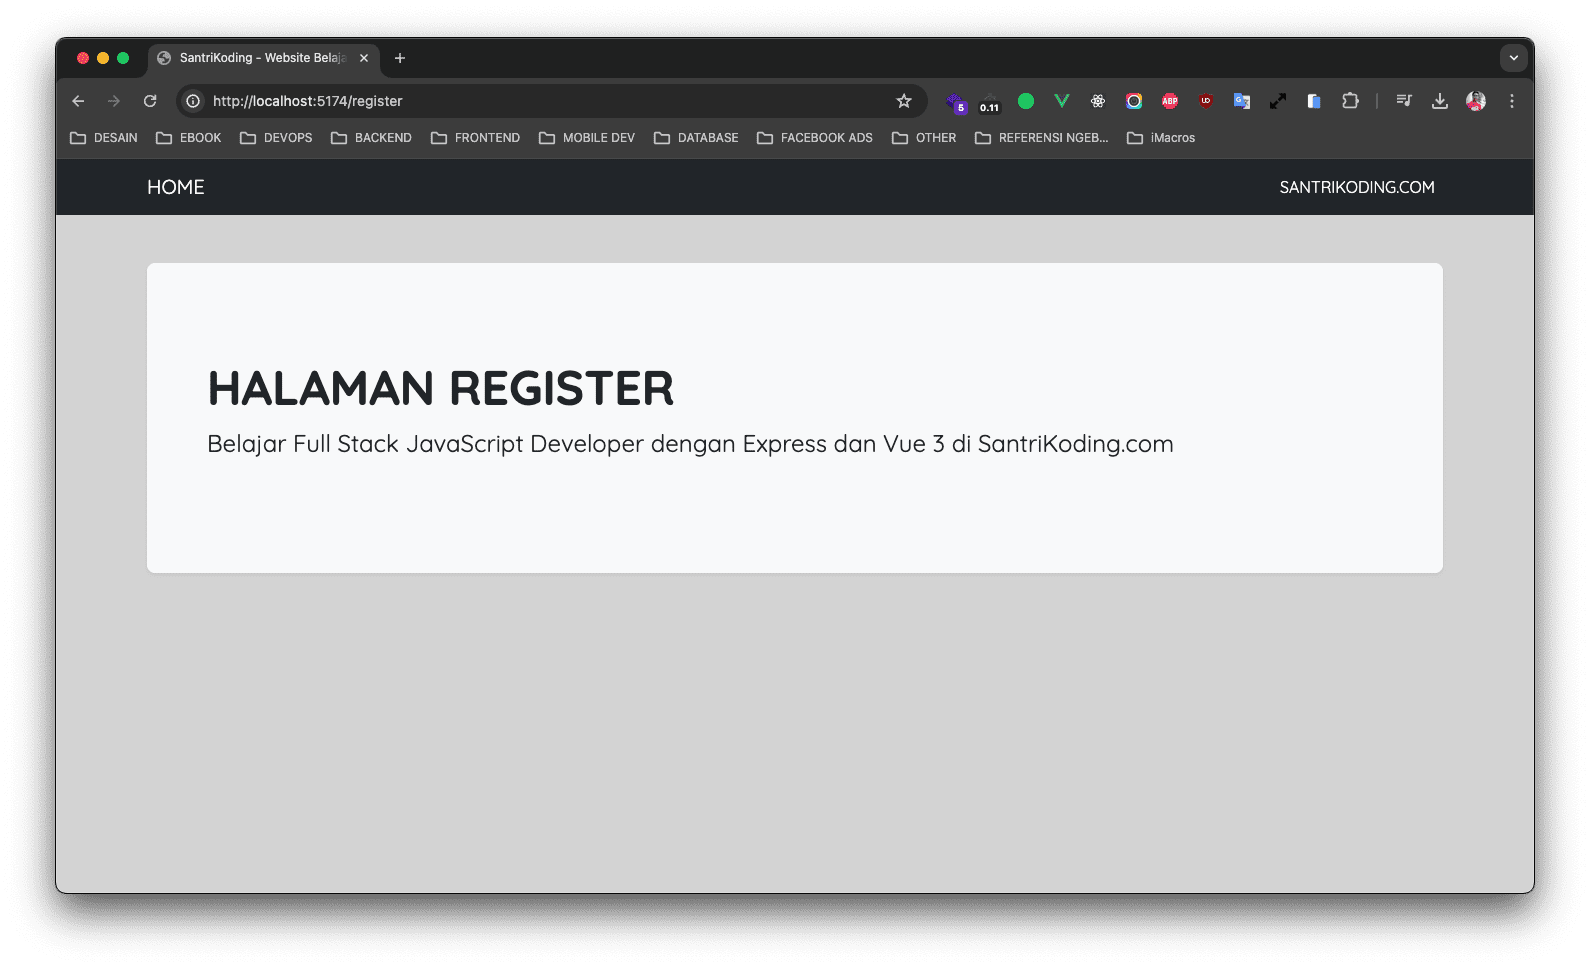 SantriKoding - Website Belaja
http://localhost:5174/register
5
0.11
ABP
DESAIN EBOOK DEVOPS BACKEND FRONTEND MOBILE DEV DATABASE FACEBOOK ADS OTHER REFERENSI NGEB... iMacros
HOME SANTRIKODING.COM
HALAMAN REGISTER
Belajar Full Stack JavaScript Developer dengan Express dan Vue 3 di SantriKoding.com